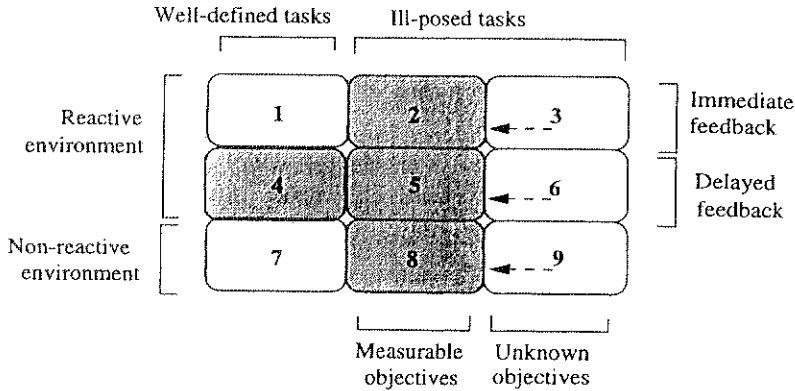 Well-defined tasks Ill-posed tasks
Reactive
environment
1 2 3
Immediate
feedback
4 5 6
Delayed
feedback
Non-reactive
environment
7 8 9
Measurable
objectives
Unknown
objectives